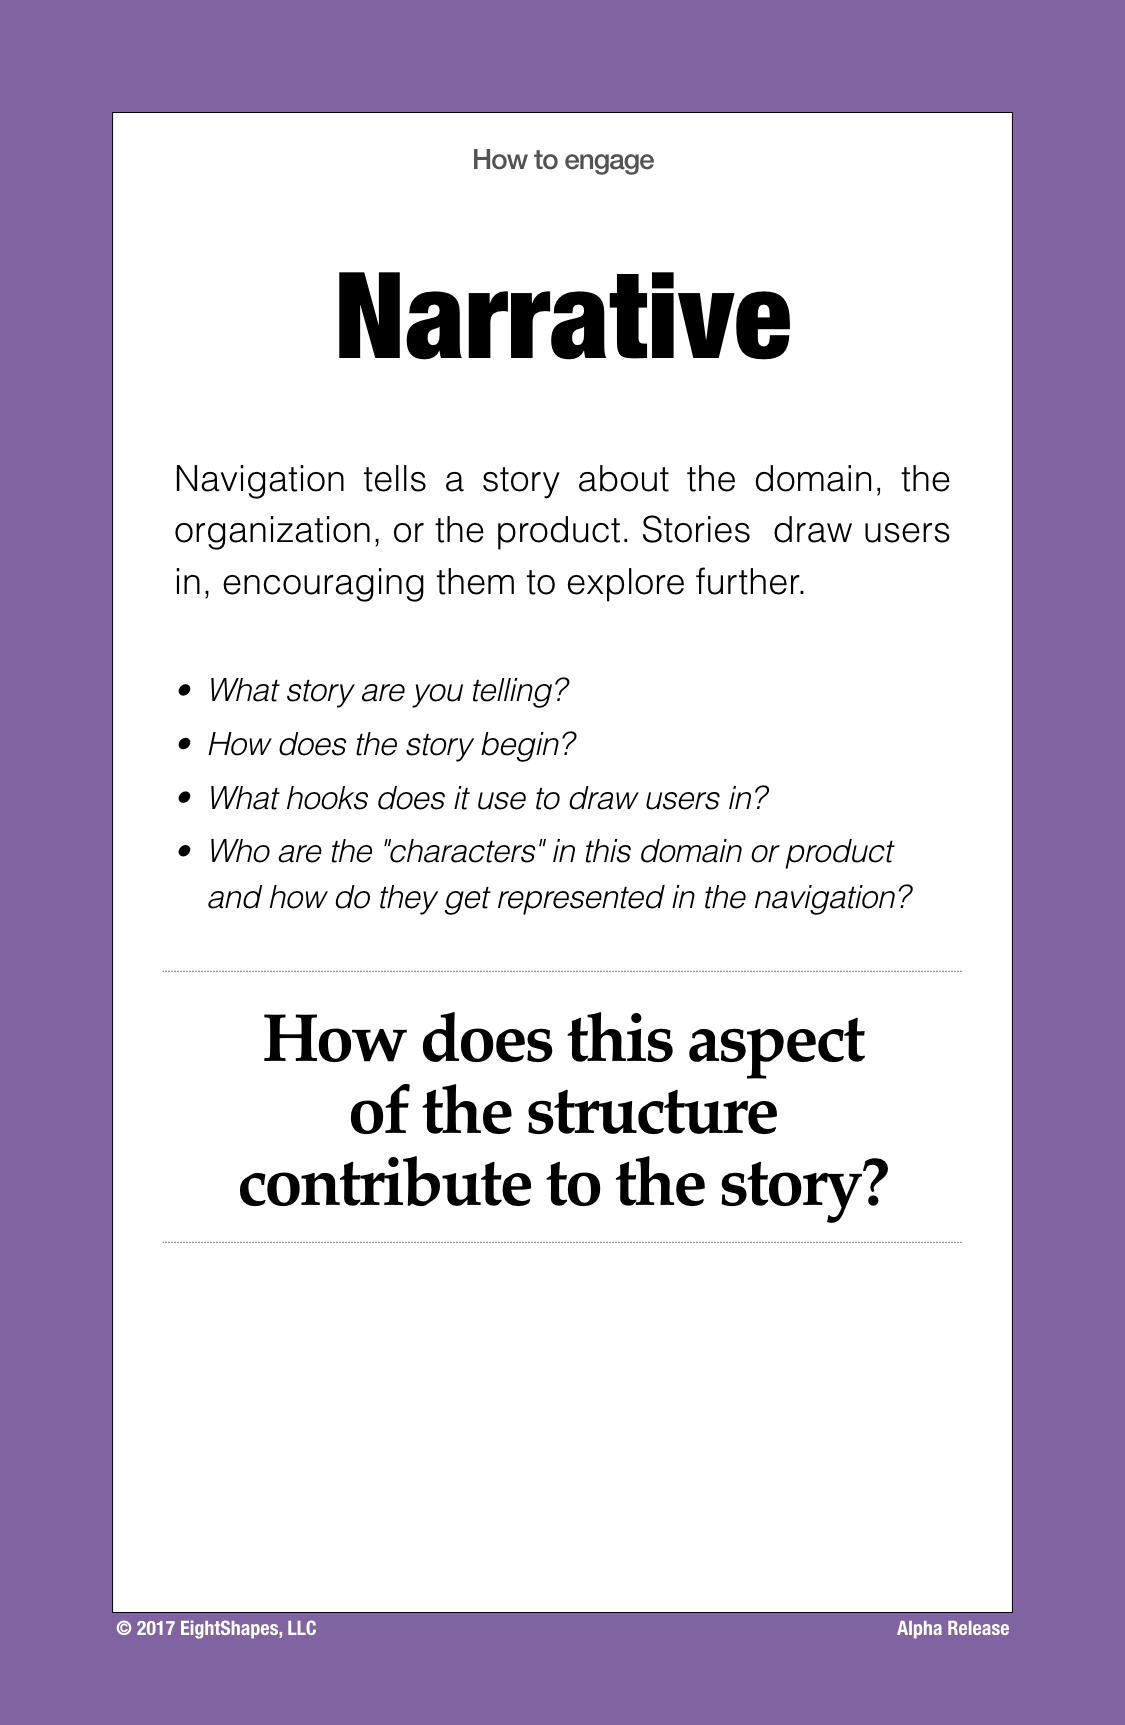 How to engage
Narrative
Navigation tells a story about the domain, the
organization, or the product. Stories  draw users
in, encouraging them to explore further.
• What story are you telling?
• How does the story begin?
• What hooks does it use to draw users in?
• Who are the "characters" in this domain or product
and how do they get represented in the navigation?
How does this aspect
of the structure
contribute to the story?
© 2017 EightShapes, LLC
Alpha Release